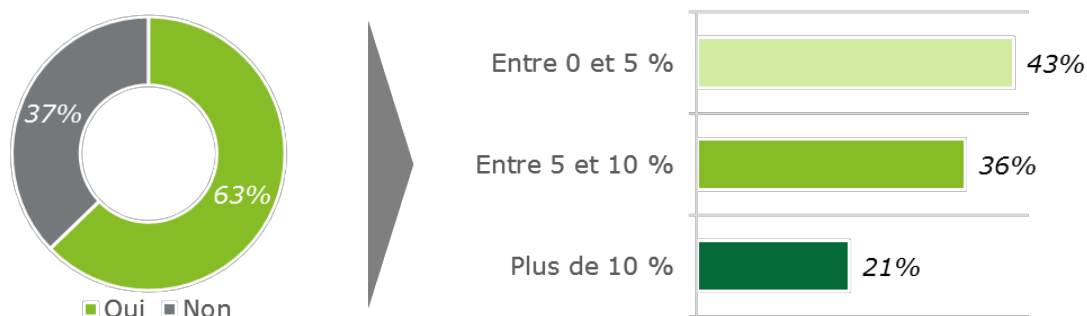 37%
63%
Oui Non
Entre 0 et 5 % 43%
Entre 5 et 10 % 36%
Plus de 10 % 21%